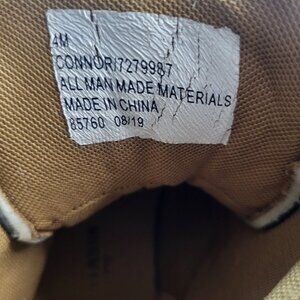 4M
CONNOR/7279987
ALL MAN MADE MATERIALS
MADE IN CHINA
85760 08/19